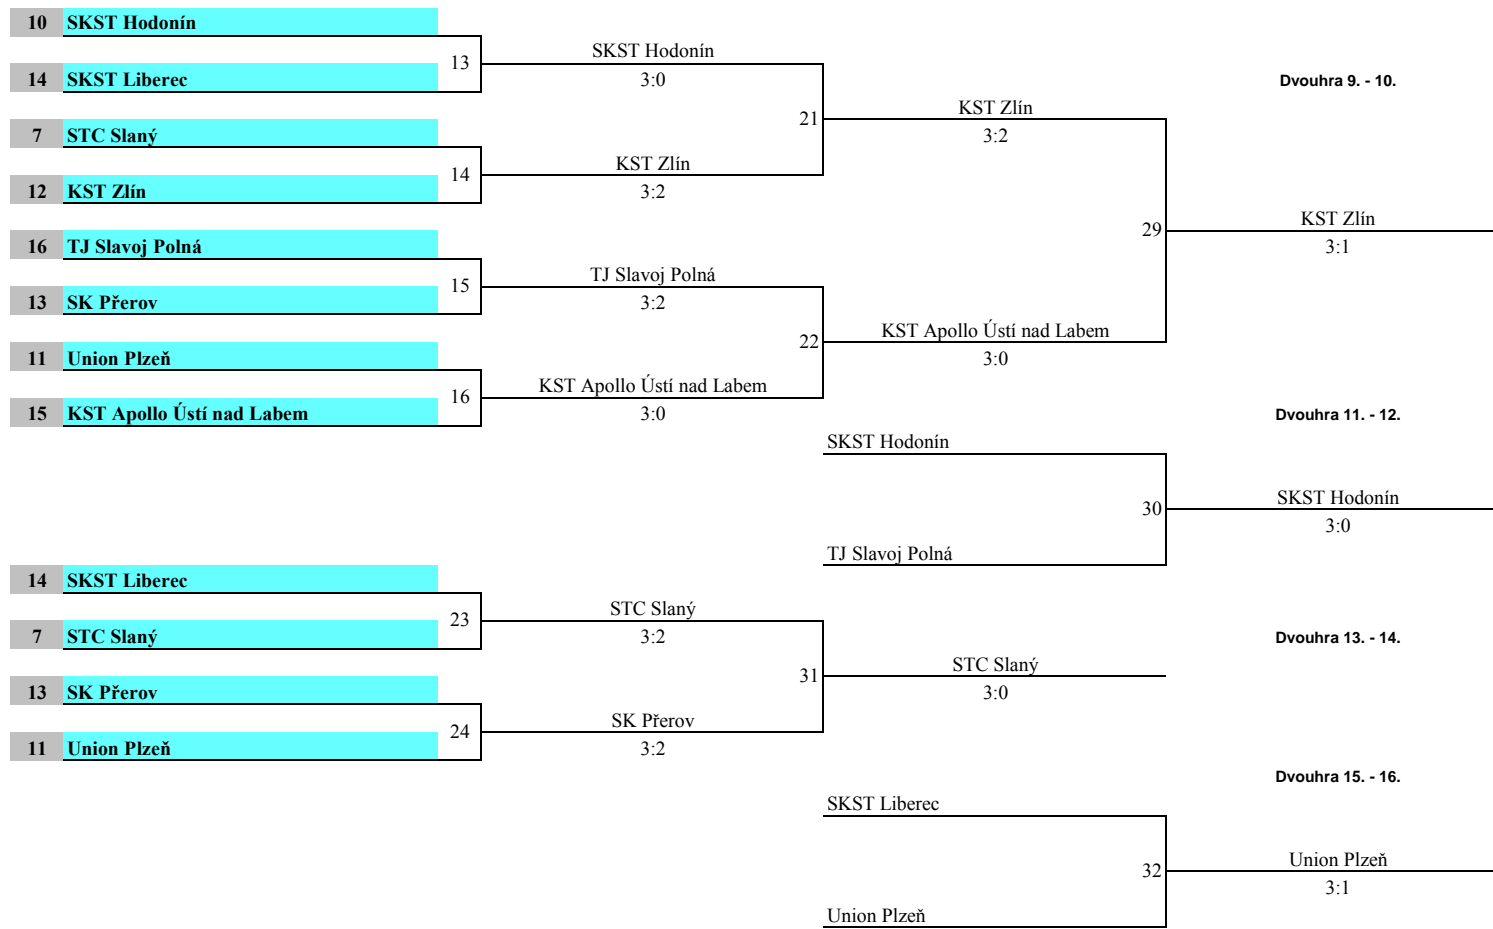 10 SKST Hodonín
13
SKST Hodonín
3:0
14 SKST Liberec
Dvouhra 9. - 10.
21
KST Zlín
3:2
7 STC Slaný
14
KST Zlín
3:2
12 KST Zlín
29
KST Zlín
3:1
16 TJ Slavoj Polná
15
TJ Slavoj Polná
3:2
13 SK Přerov
22
KST Apollo Ústí nad Labem
3:0
11 Union Plzeň
16
KST Apollo Ústí nad Labem
3:0
15 KST Apollo Ústí nad Labem
Dvouhra 11. - 12.
SKST Hodonín
30
SKST Hodonín
3:0
TJ Slavoj Polná
14 SKST Liberec
23
STC Slaný
3:2
7 STC Slaný
Dvouhra 13. - 14.
31
STC Slaný
3:0
13 SK Přerov
24
SK Přerov
3:2
11 Union Plzeň
Dvouhra 15. - 16.
SKST Liberec
32
Union Plzeň
3:1
Union Plzeň